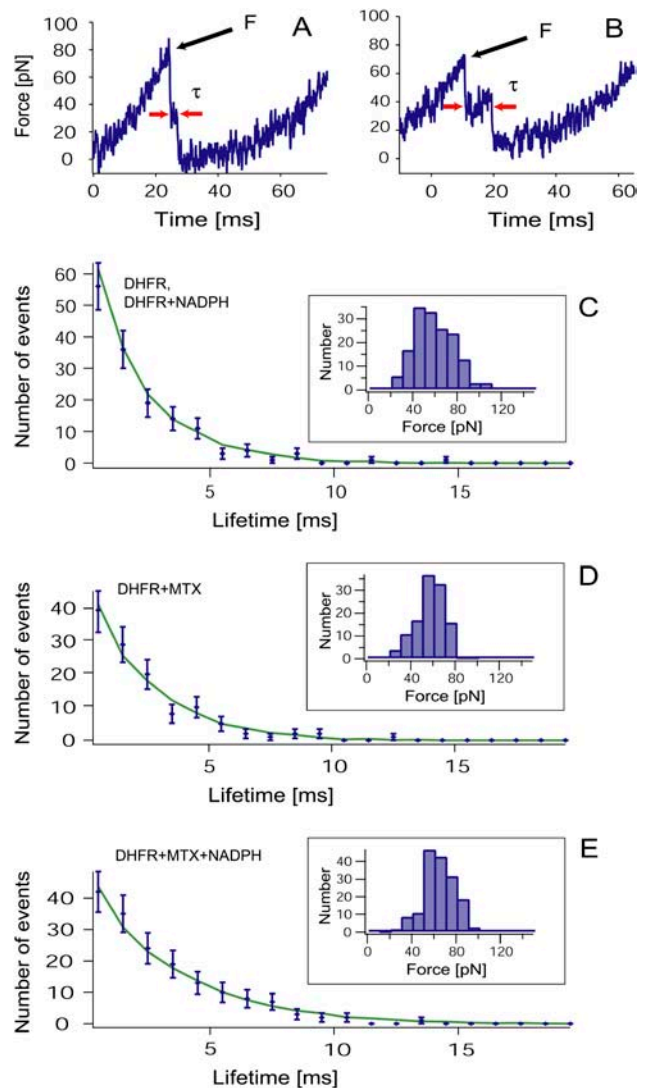 A
F
τ
Force [pN]
80
60
40
20
0
0 20 40 60
Time [ms]
B
F
τ
100
80
60
40
20
0
0 20 40 60
Time [ms]
C
DHFR,
DHFR+NADPH
Number of events
60
50
40
30
20
10
0
5 10 15
Lifetime [ms]
Number
30
20
10
0
0 40 80 120
Force [pN]
D
DHFR+MTX
Number of events
40
30
20
10
0
5 10 15
Lifetime [ms]
Number
30
20
10
0
0 40 80 120
Force [pN]
E
DHFR+MTX+NADPH
Number of events
40
30
20
10
0
5 10 15
Lifetime [ms]
Number
40
30
20
10
0
0 40 80 120
Force [pN]